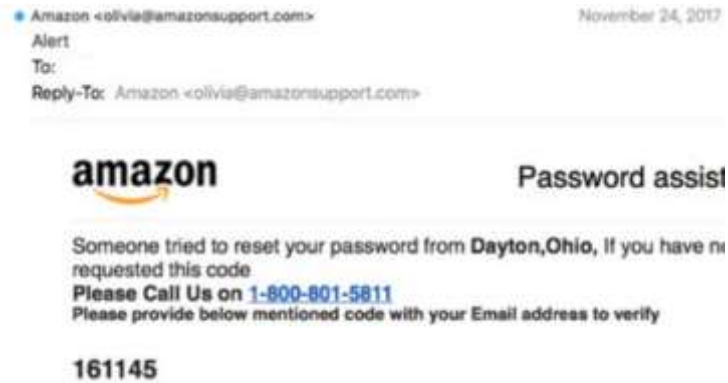 Amazon <olivia@amazonsupport.com> November 24, 2017
Alert
To:
Reply-To: Amazon <olivia@amazonsupport.com>
amazon Password assist
Someone tried to reset your password from Dayton,Ohio, If you have
requested this code
Please Call Us on 1-800-801-5811
Please provide below mentioned code with your Email address to verify
161145